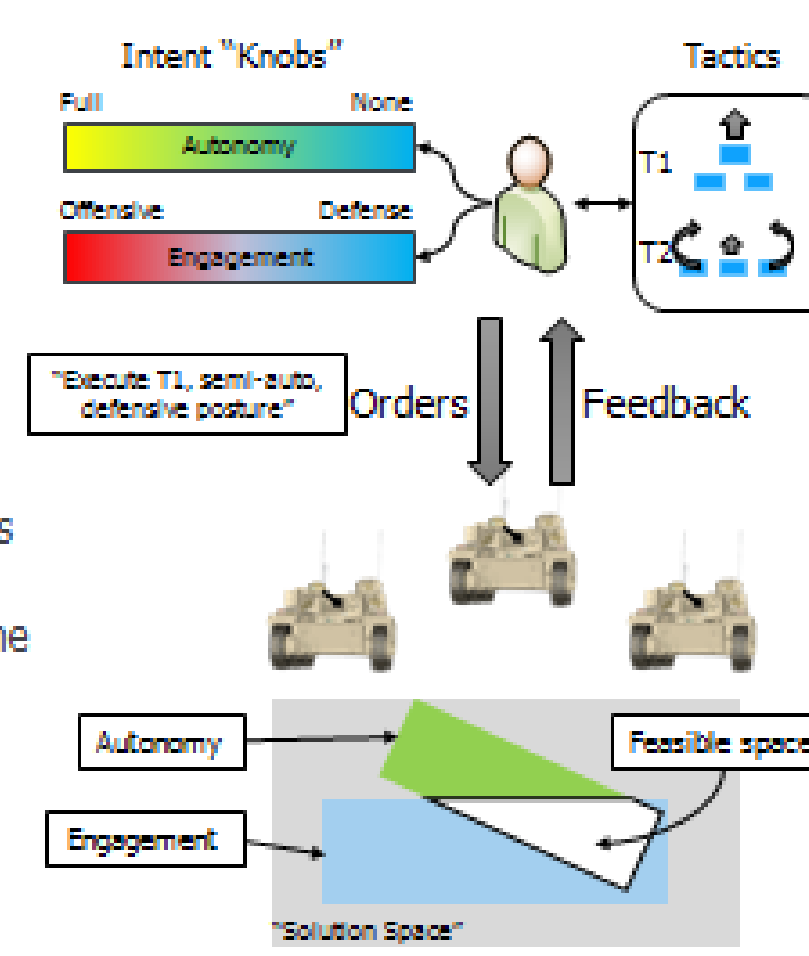 Intent “Knobs”
Tactics
Full
None
Autonomy
T1
Offensive
Defense
Engagement
T2
“Execute T1, semi-auto,
defensive posture”
Orders
Feedback
s
ne
Autonomy
Feasible space
Engagement
“Solution Space”